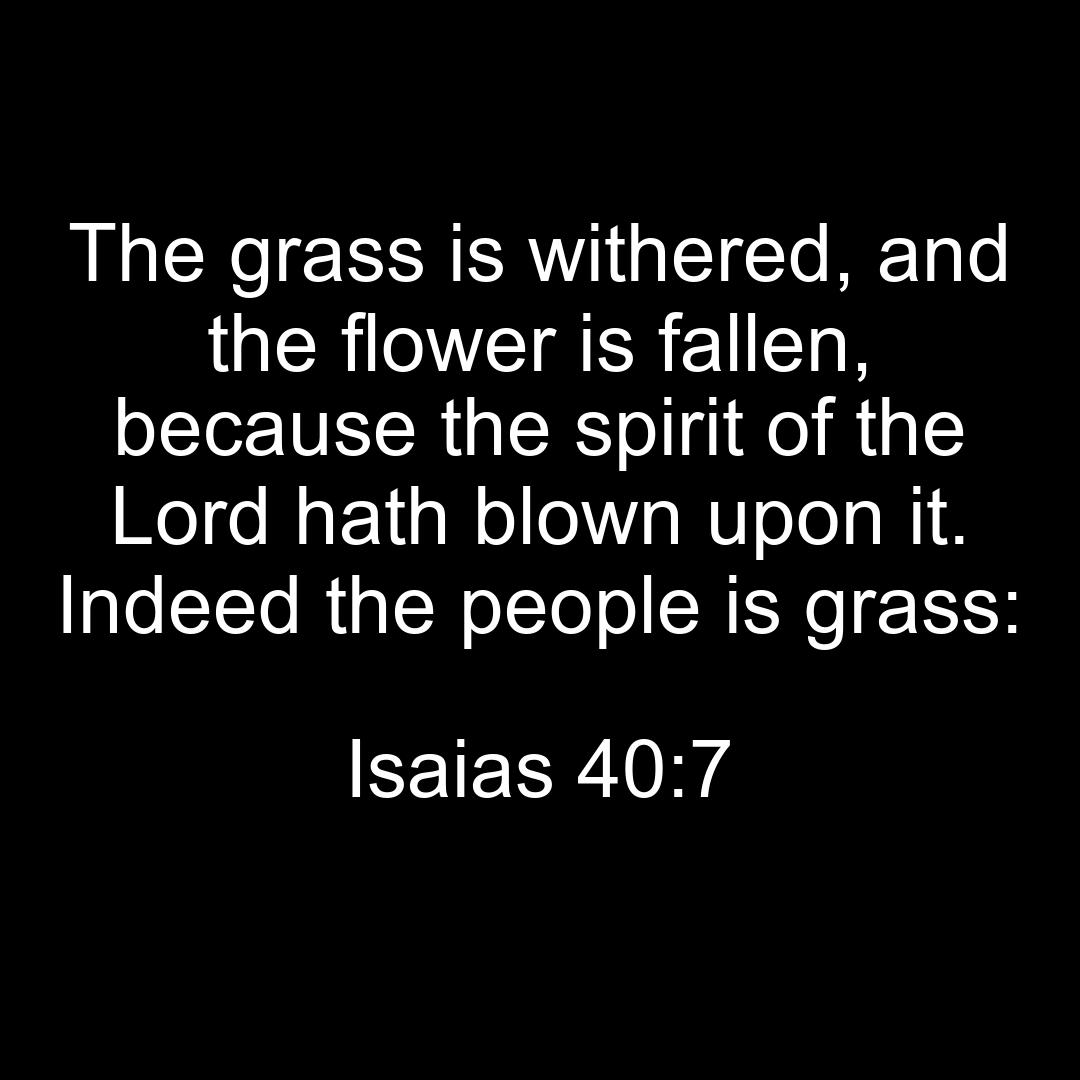 The grass is withered, and
the flower is fallen,
because the spirit of the
Lord hath blown upon it.
Indeed the people is grass:
Isaias 40:7